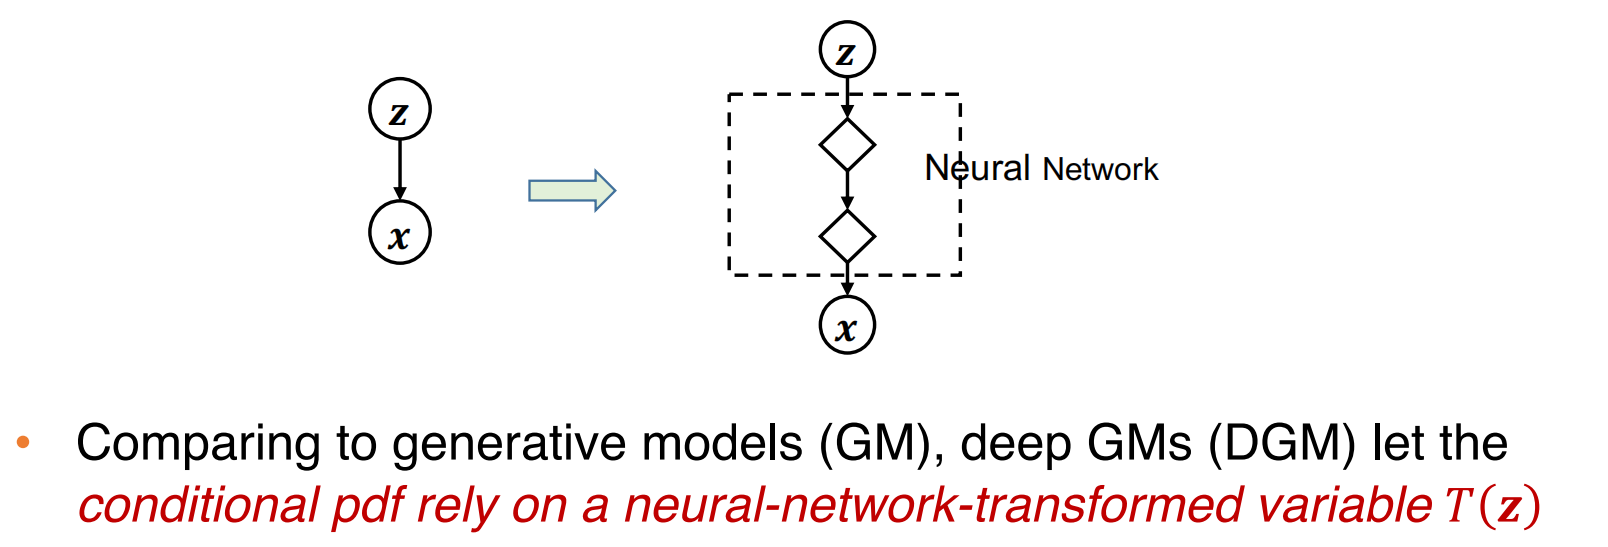 z
z
x
Neural Network
x
• Comparing to generative models (GM), deep GMs (DGM) let the
conditional pdf rely on a neural-network-transformed variable T(z)